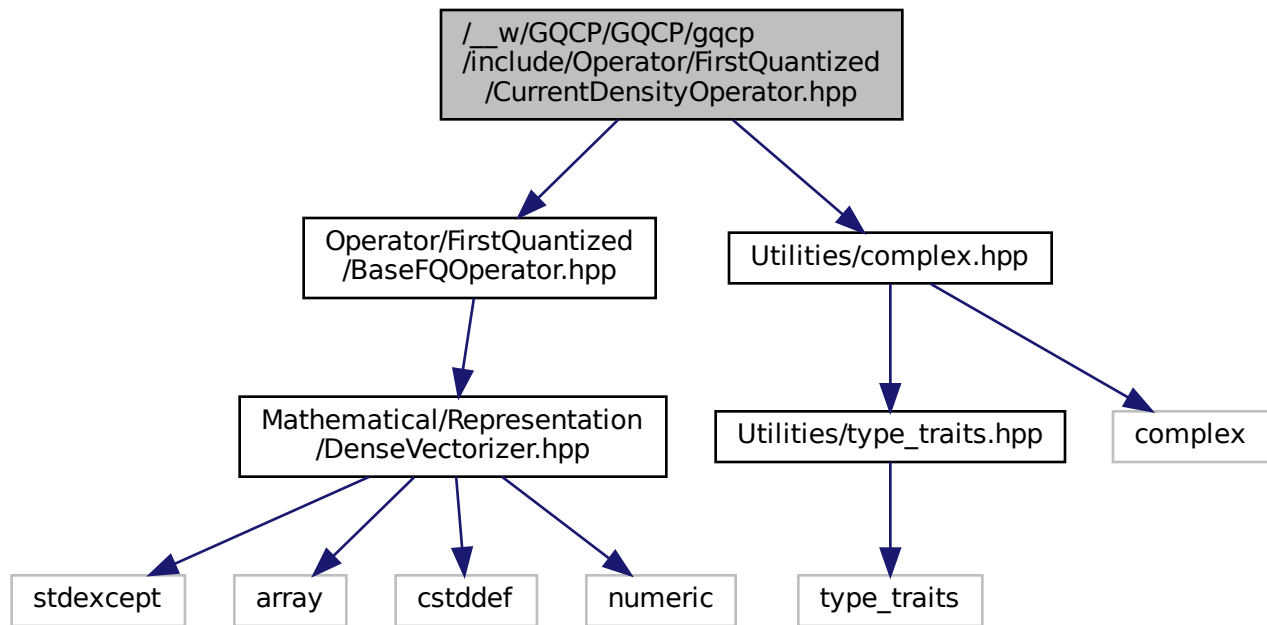 /__w/GQCP/GQCP/gqcp
/include/Operator/FirstQuantized
/CurrentDensityOperator.hpp
Operator/FirstQuantized
/BaseFQOperator.hpp
Utilities/complex.hpp
Mathematical/Representation
/DenseVectorizer.hpp
Utilities/type_traits.hpp
complex
stdexcept
array
cstddef
numeric
type_traits